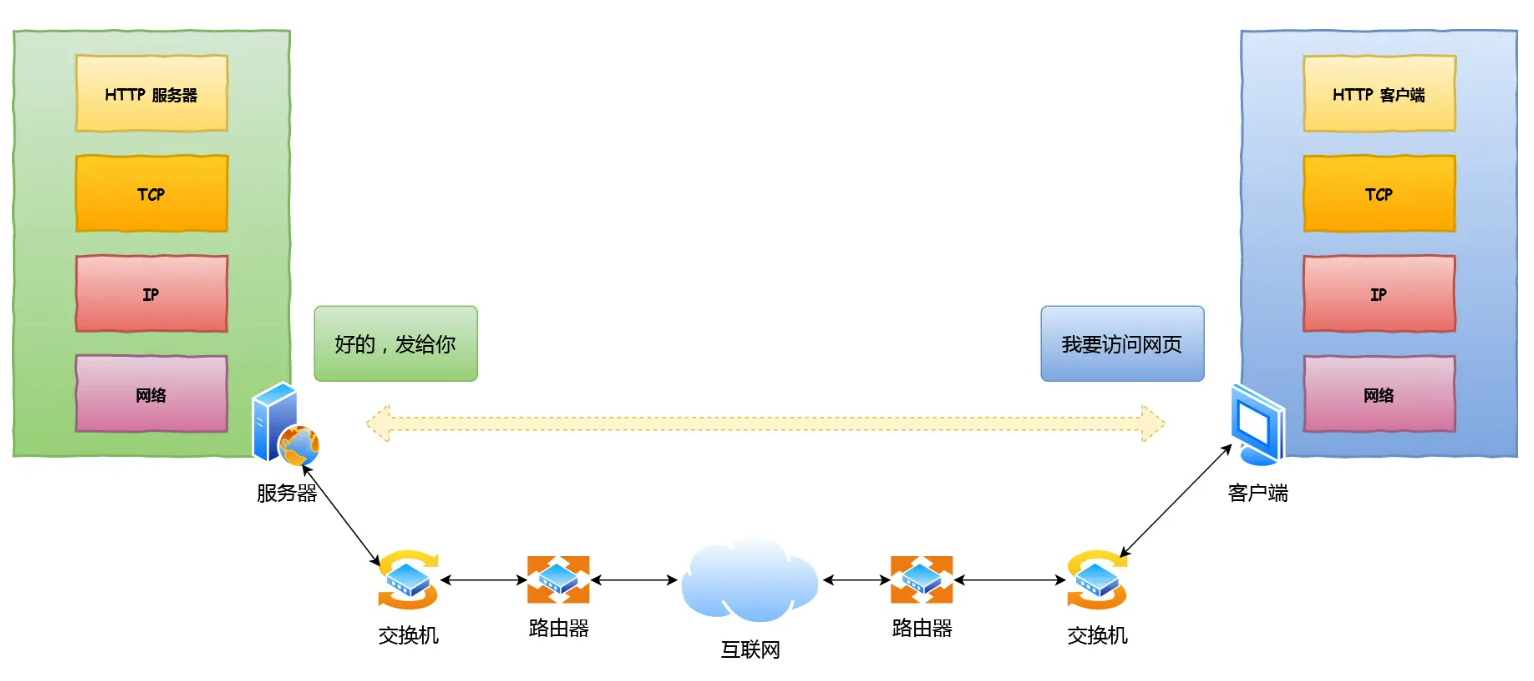 HTTP 服务器
TCP
IP
网络
服务器
好的，发给你
我要访问网页
HTTP 客户端
TCP
IP
网络
客户端
交换机
路由器
互联网
路由器
交换机